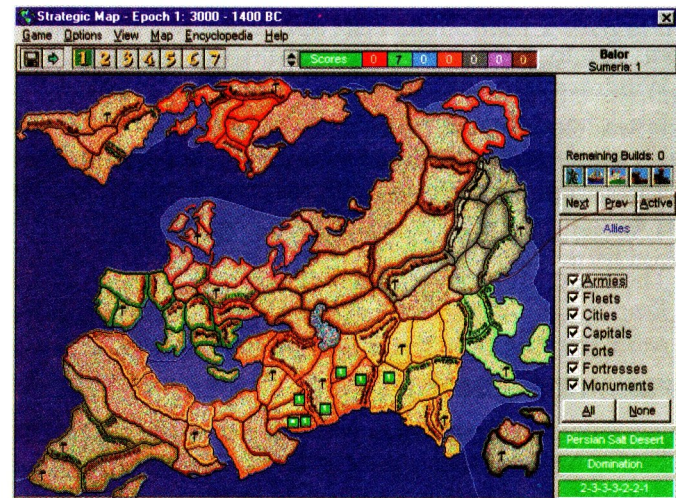 Strategic Map - Epoch 1: 3000 - 1400 BC
Game Options View Map Encyclopedia Help
1 2 3 4 5 6 7
Scores 0 7 0 0 0 0 0
Belor
Sumeria: 1
Remaining Builds: 0
Next Prev Active
Allies
Armies
Fleets
Cities
Capitals
Forts
Fortresses
Monuments
All None
Persian Salt Desert
Domination
2-3-3-3-2-2-1